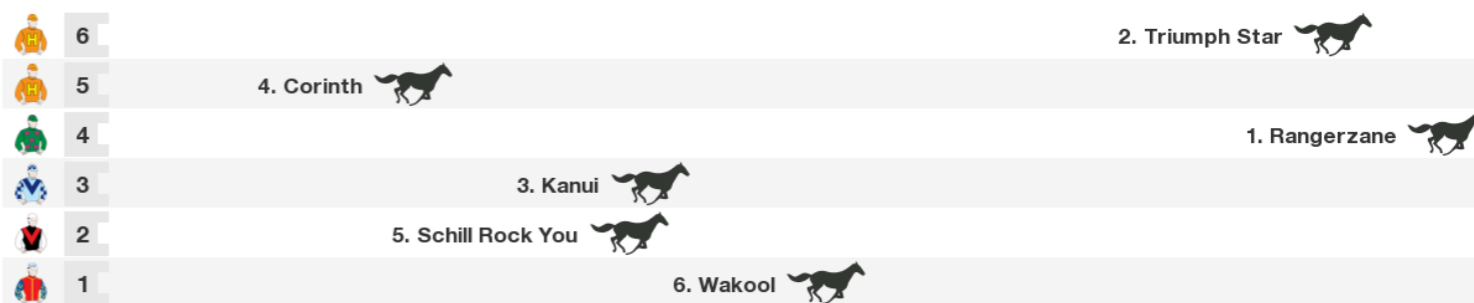 H 6 2. Triumph Star
H 5 4. Corinth
4 1. Rangerzane
3 3. Kanui
2 5. Schill Rock You
1 6. Wakool